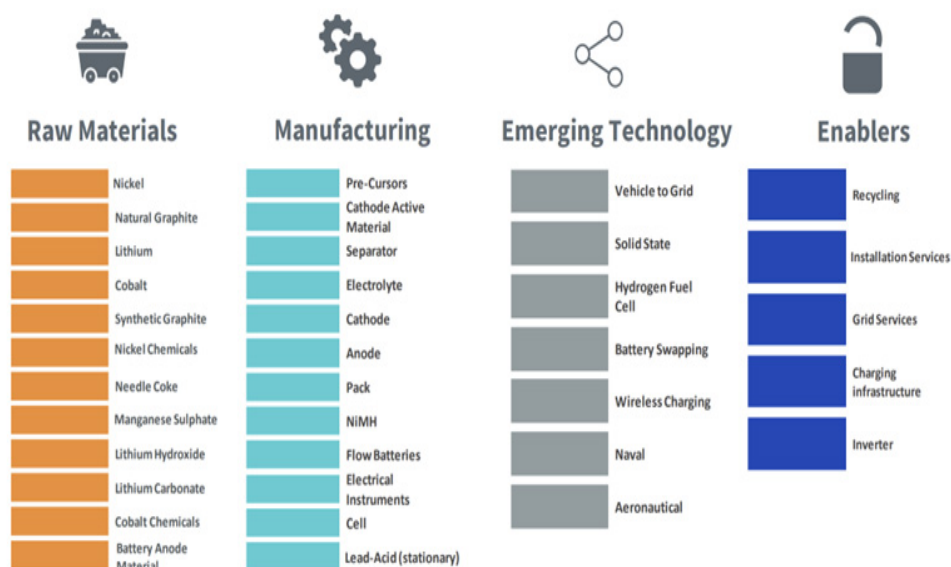 Raw Materials
Nickel
Natural Graphite
Lithium
Cobalt
Synthetic Graphite
Nickel Chemicals
Needle Coke
Manganese Sulphate
Lithium Hydroxide
Lithium Carbonate
Cobalt Chemicals
Battery Anode
Material
Manufacturing
Pre-Cursors
Cathode Active
Material
Separator
Electrolyte
Cathode
Anode
Pack
NiMH
Flow Batteries
Electrical
Instruments
Cell
Lead-Acid (stationary)
Emerging Technology
Vehicle to Grid
Solid State
Hydrogen Fuel
Cell
Battery Swapping
Wireless Charging
Naval
Aeronautical
Enablers
Recycling
Installation Services
Grid Services
Charging
infrastructure
Inverter